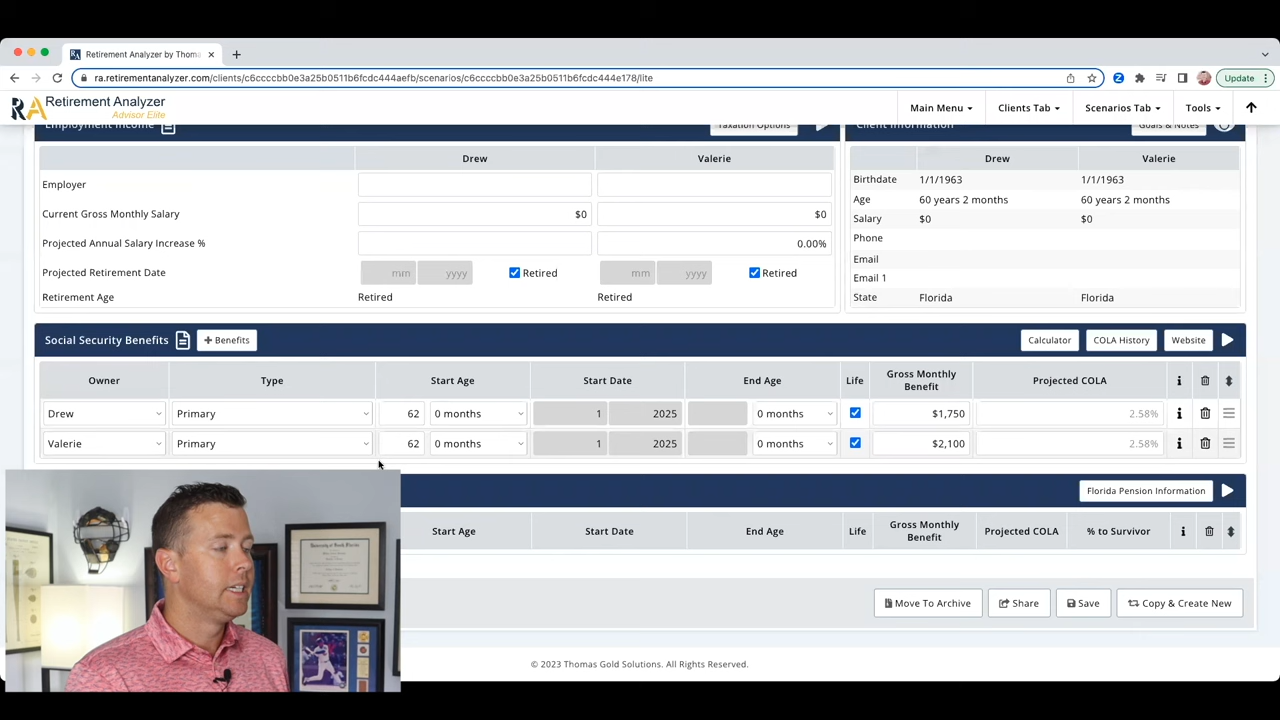 Retirement Analyzer by Thoma
Update
ra.retirementanalyzer.com/clients/c6ccccbb0e3a25b0511b6fcdc444aefb/scenarios/c6ccccbb0e3a25b0511b6fcdc444e178/lite
RA Retirement Analyzer
Advisor Elite
Main Menu Clients Tab Scenarios Tab Tools
Employment Income Taxation Options
Client Information Goals & Notes
Drew Valerie
Employer
Current Gross Monthly Salary $0 $0
Projected Annual Salary Increase % 0.00%
Projected Retirement Date mm yyyy Retired mm yyyy Retired
Retirement Age Retired Retired
Drew Valerie
Birthdate 1/1/1963 1/1/1963
Age 60 years 2 months 60 years 2 months
Salary $0 $0
Phone
Email
Email 1
State Florida Florida
Social Security Benefits + Benefits Calculator COLA History Website
Owner Type Start Age Start Date End Age Life Gross Monthly Benefit Projected COLA
Drew Primary 62 0 months 1 2025 0 months $1,750 2.58%
Valerie Primary 62 0 months 1 2025 0 months $2,100 2.58%
Florida Pension Information
Start Age Start Date End Age Life Gross Monthly Benefit Projected COLA % to Survivor
Move To Archive Share Save Copy & Create New
© 2023 Thomas Gold Solutions. All Rights Reserved.